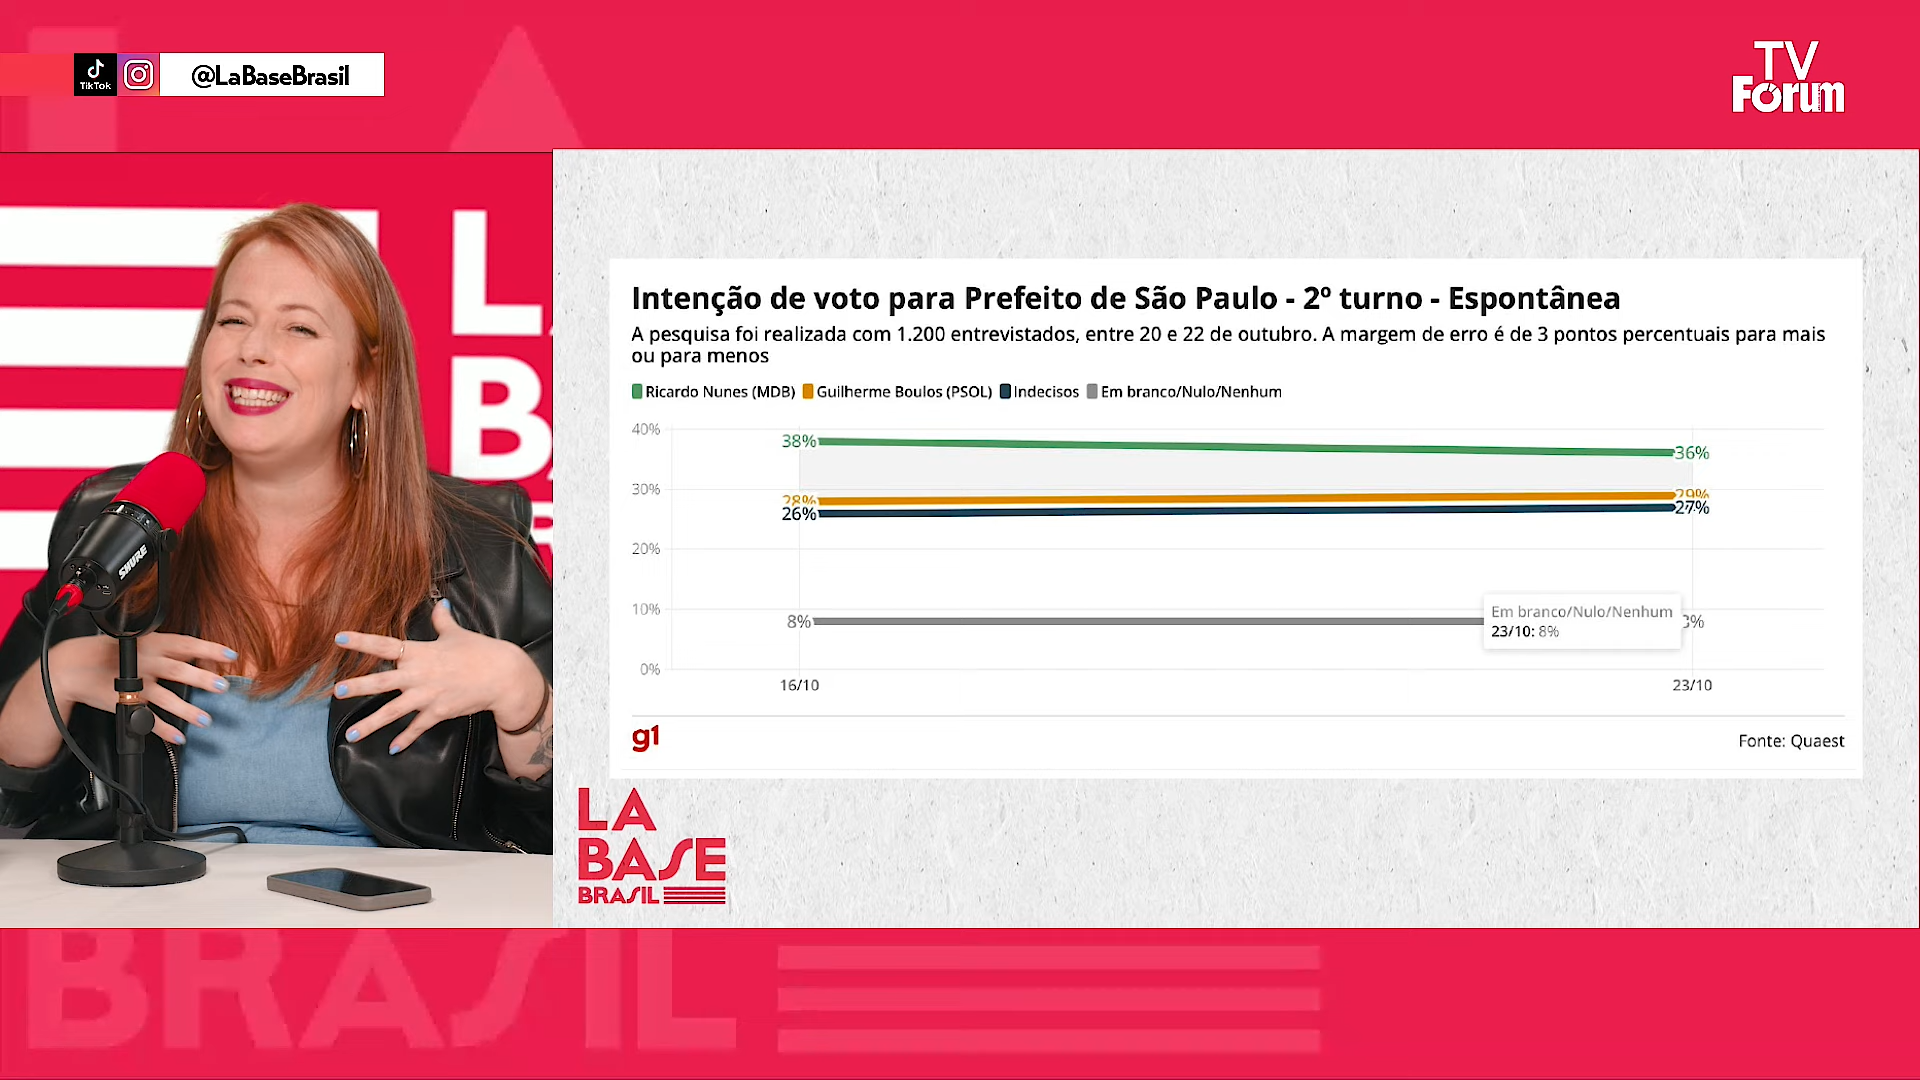 TikTok
@LaBaseBrasil
TV
Fórum
L
B
SHURE
Intenção de voto para Prefeito de São Paulo - 2º turno - Espontânea
A pesquisa foi realizada com 1.200 entrevistados, entre 20 e 22 de outubro. A margem de erro é de 3 pontos percentuais para mais
ou para menos
Ricardo Nunes (MDB) Guilherme Boulos (PSOL) Indecisos Em branco/Nulo/Nenhum
40%
38%
36%
30%
28%
29%
26%
27%
20%
10%
8%
Em branco/Nulo/Nenhum
23/10: 8%
0%
16/10
23/10
g1
Fonte: Quaest
LA
BASE
BRASIL
BRASIL